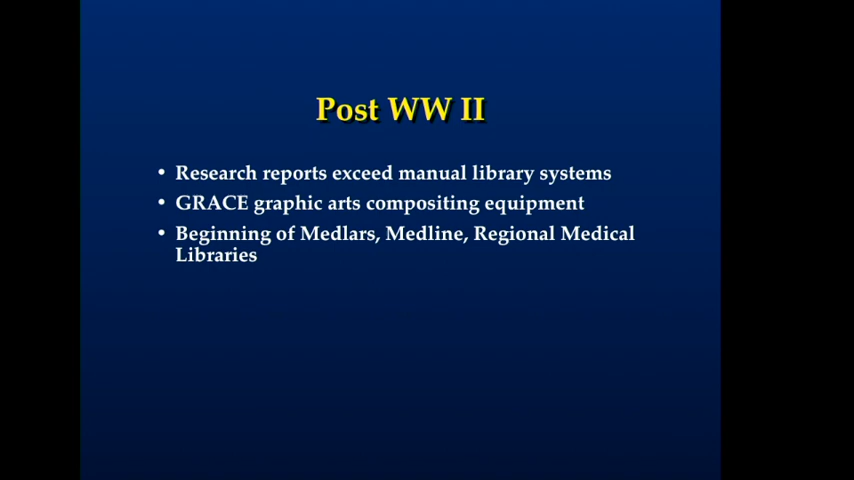 Post WW II
• Research reports exceed manual library systems
• GRACE graphic arts compositing equipment
• Beginning of Medlars, Medline, Regional Medical
Libraries